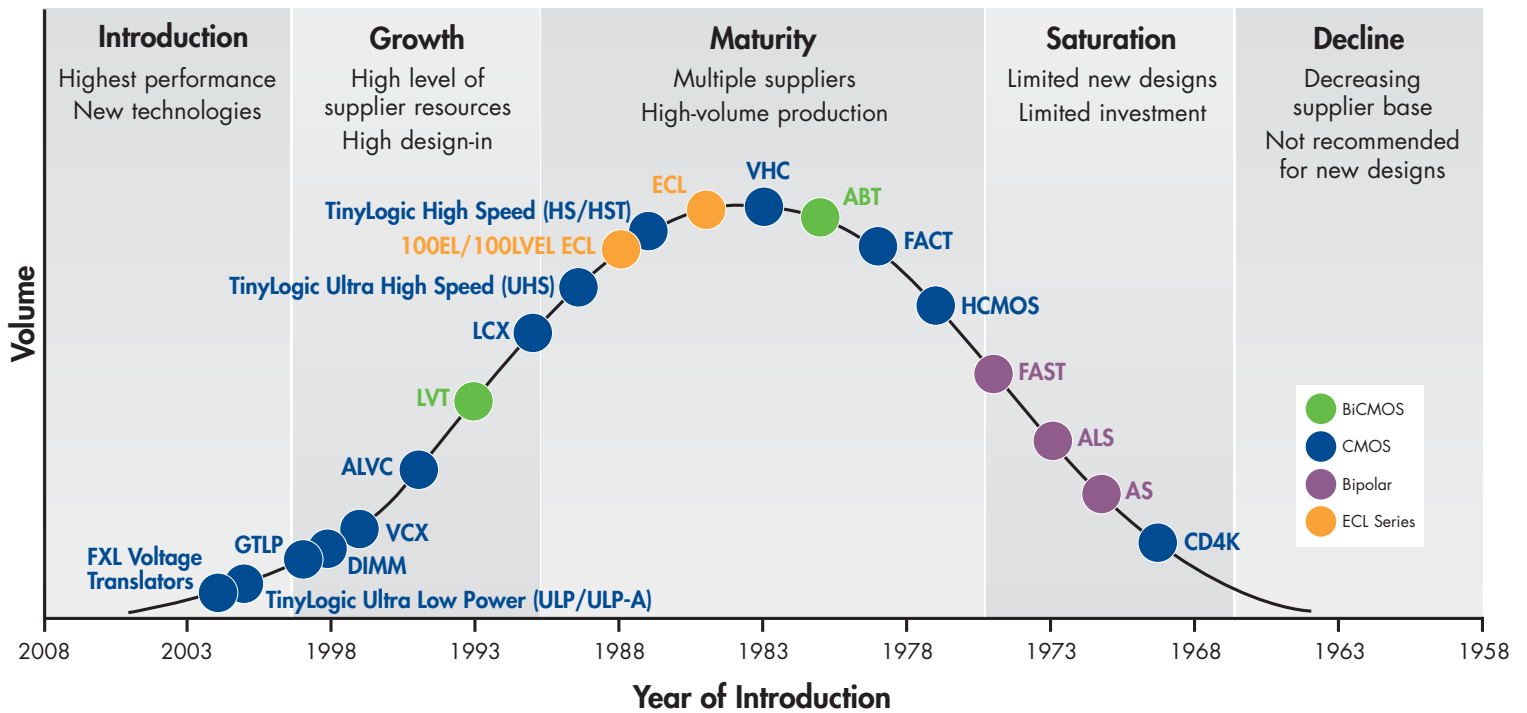 Introduction
Highest performance
New technologies
Growth
High level of
supplier resources
High design-in
Maturity
Multiple suppliers
High-volume production
Saturation
Limited new designs
Limited investment
Decline
Decreasing
supplier base
Not recommended
for new designs
Volume
FXL Voltage
Translators
TinyLogic Ultra Low Power (ULP/ULP-A)
GTLP
DIMM
VCX
ALVC
LVT
LCX
TinyLogic Ultra High Speed (UHS)
100EL/100LVEL ECL
TinyLogic High Speed (HS/HST)
ECL
VHC
ABT
FACT
HCMOS
FAST
ALS
AS
CD4K
BiCMOS
CMOS
Bipolar
ECL Series
2008 2003 1998 1993 1988 1983 1978 1973 1968 1963 1958
Year of Introduction